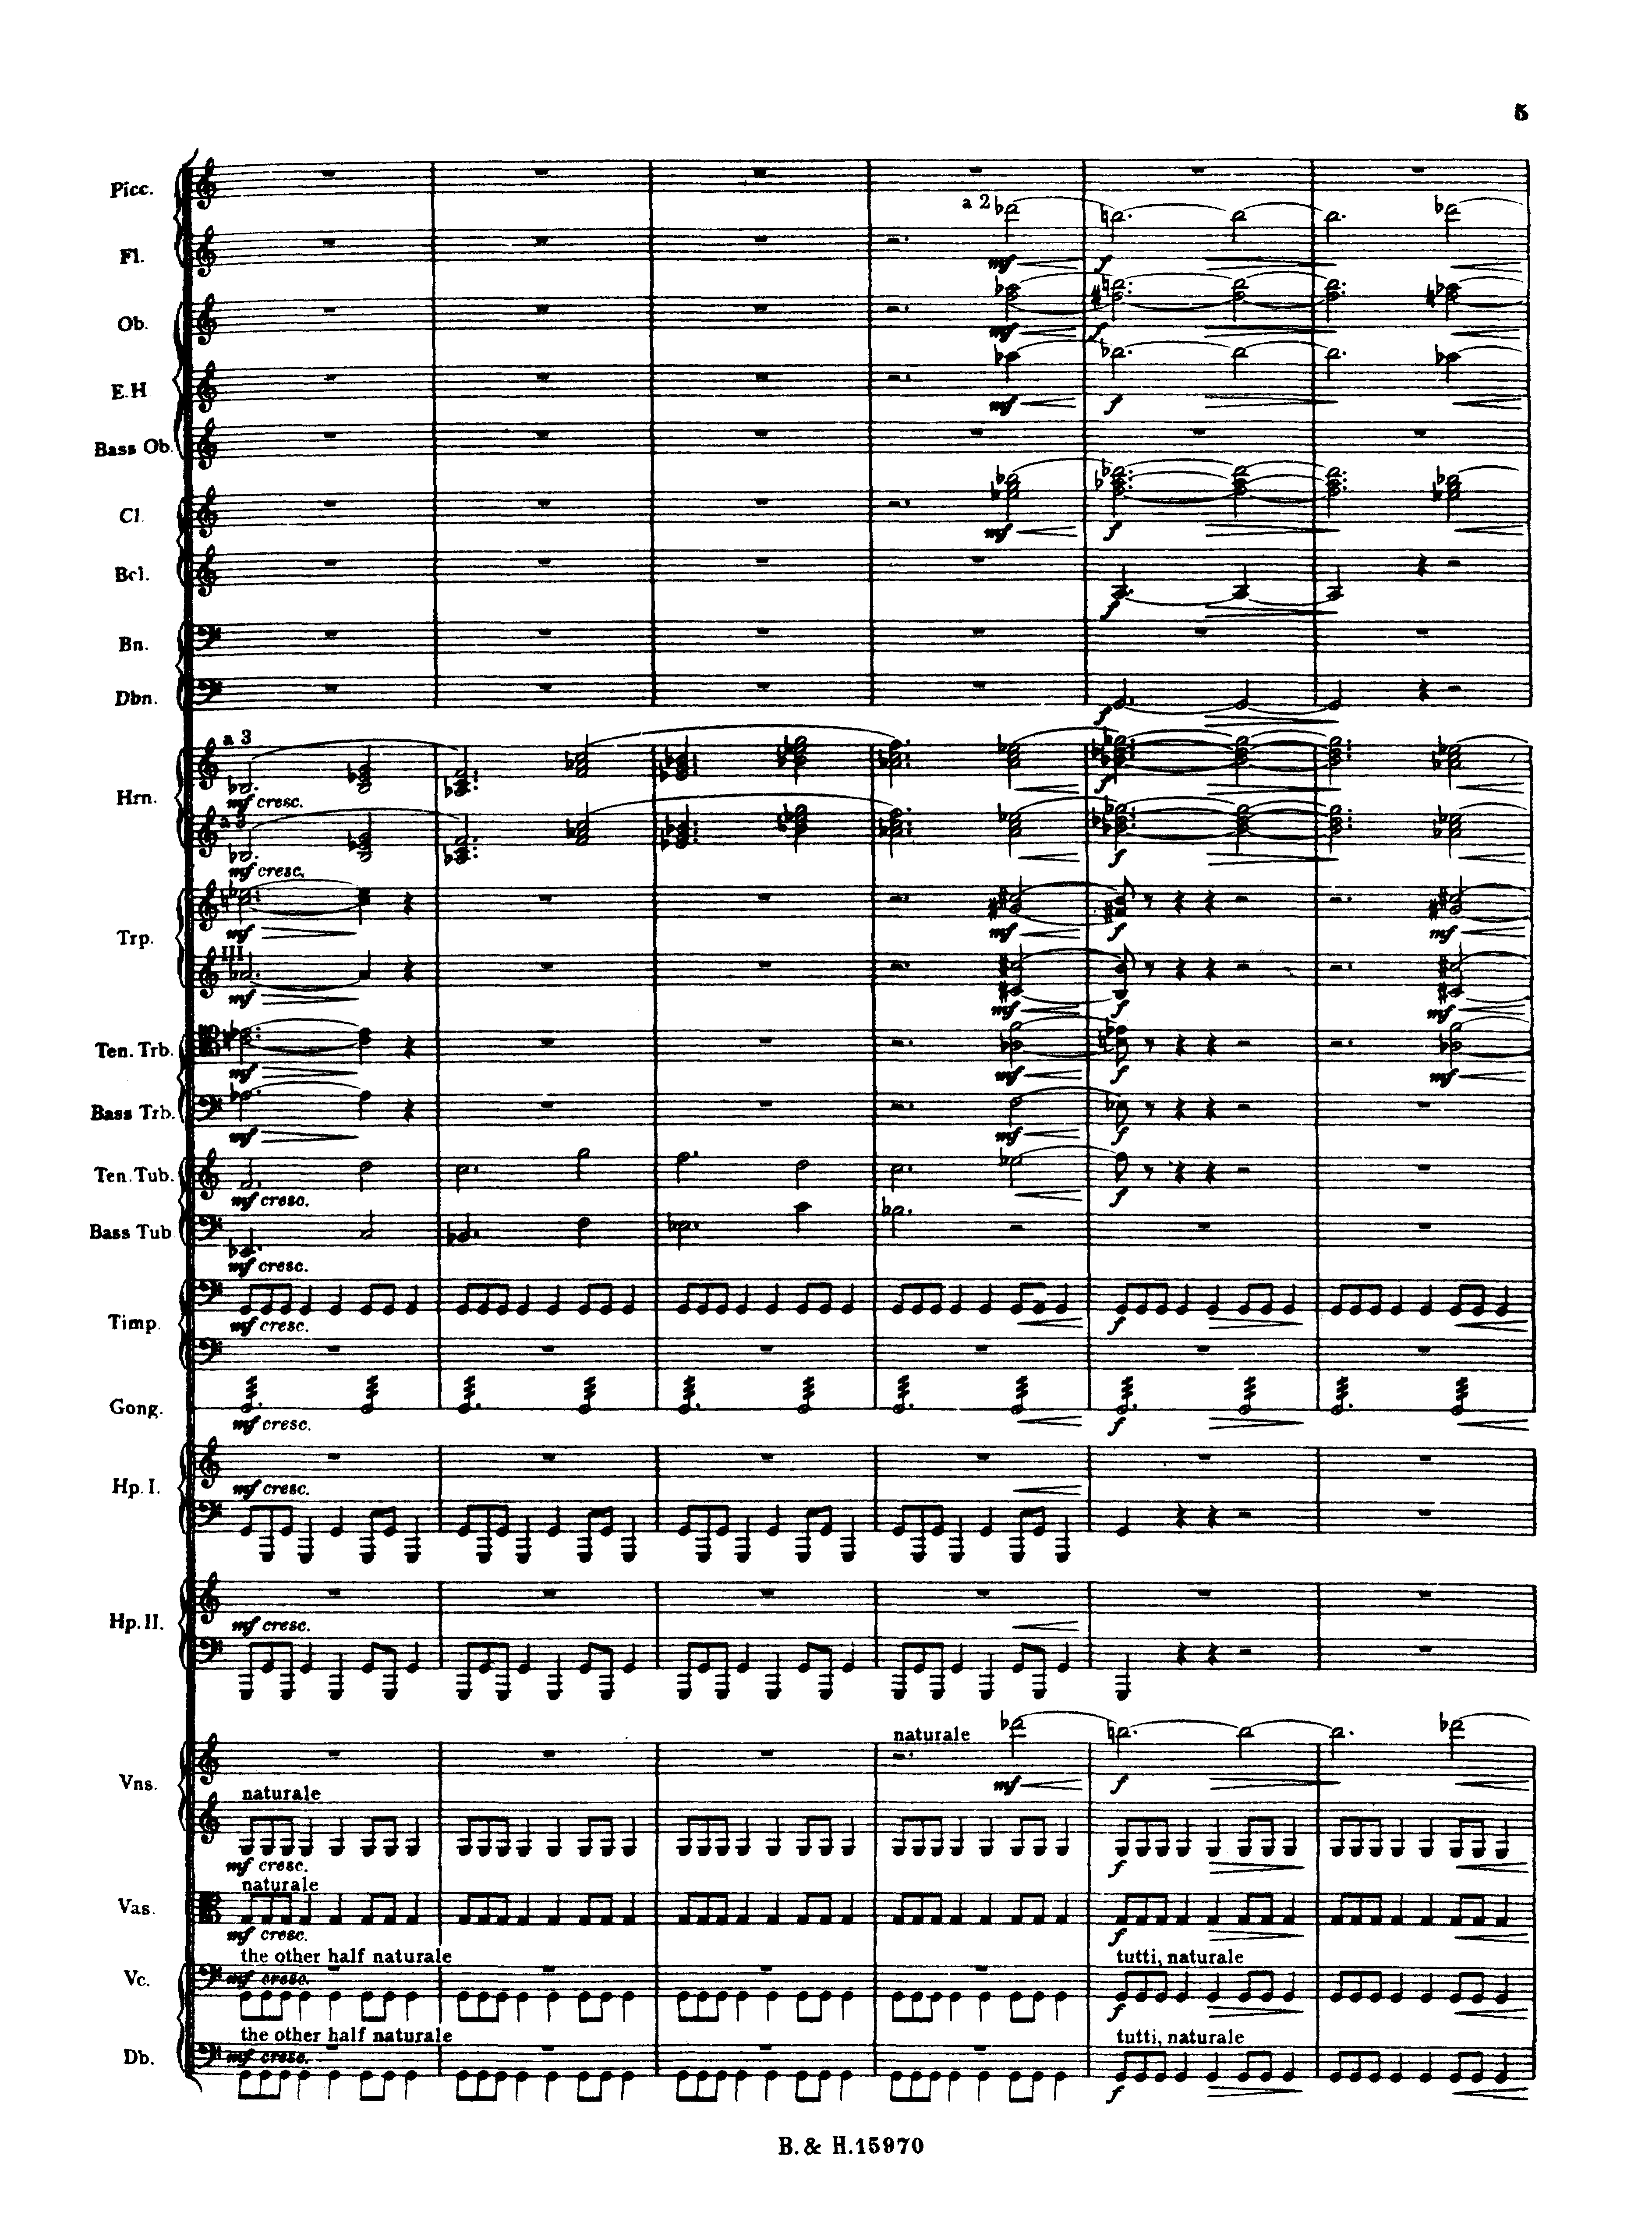 5
Picc.
a 2
Fl.
mf f
Ob.
mf f
E.H
mf f
Bass Ob.
Cl.
mf f
Bcl.
f
Bn.
Dbn.
f
a 3
Hrn.
mf cresc. f
a 3
mf cresc. f
Trp.
mf mf f mf
III
mf mf f mf
Ten. Trb.
mf mf f mf
Bass Trb.
mf mf f
Ten. Tub.
mf cresc. f
Bass Tub
mf cresc.
Timp.
mf cresc. f
Gong.
mf cresc. f
Hp. I.
mf cresc.
Hp. II.
mf cresc.
naturale
Vns.
mf f
naturale
mf cresc. f
naturale
Vas.
mf cresc. f
the other half naturale tutti, naturale
Vc.
mf cresc. f
the other half naturale tutti, naturale
Db.
mf cresc. f
B. & H. 15970